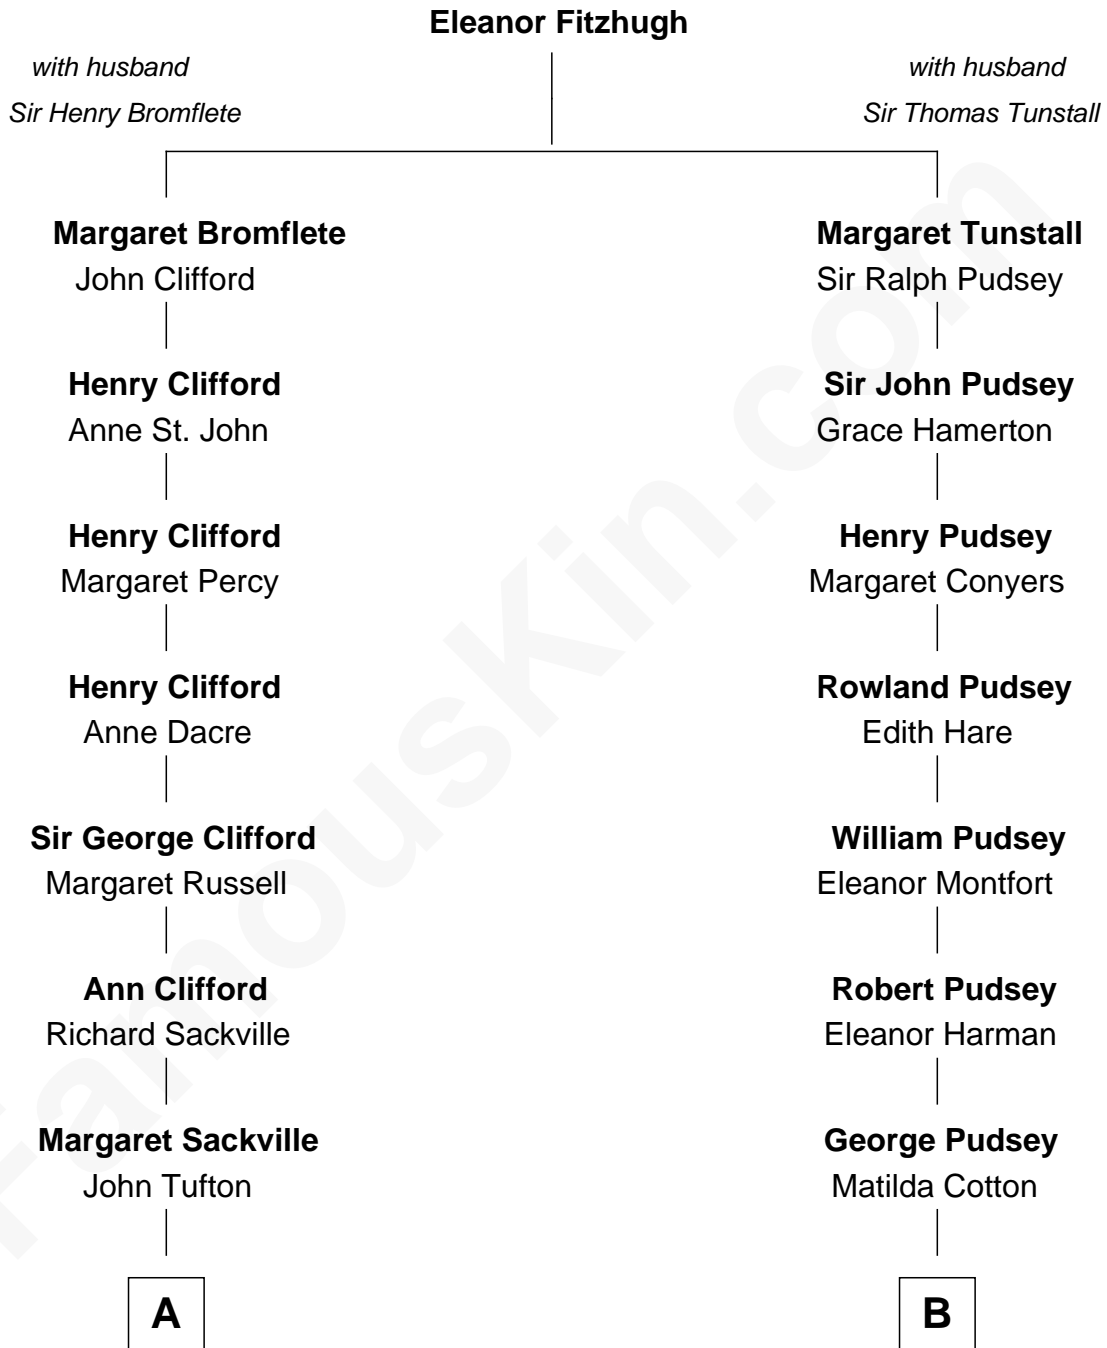 Eleanor Fitzhugh
with husband
Sir Henry Bromflete
with husband
Sir Thomas Tunstall
Margaret Bromflete
John Clifford
Margaret Tunstall
Sir Ralph Pudsey
Henry Clifford
Anne St. John
Sir John Pudsey
Grace Hamerton
Henry Clifford
Margaret Percy
Henry Pudsey
Margaret Conyers
Henry Clifford
Anne Dacre
Rowland Pudsey
Edith Hare
Sir George Clifford
Margaret Russell
William Pudsey
Eleanor Montfort
Ann Clifford
Richard Sackville
Robert Pudsey
Eleanor Harman
Margaret Sackville
John Tufton
George Pudsey
Matilda Cotton
A
B
FamousKin.com